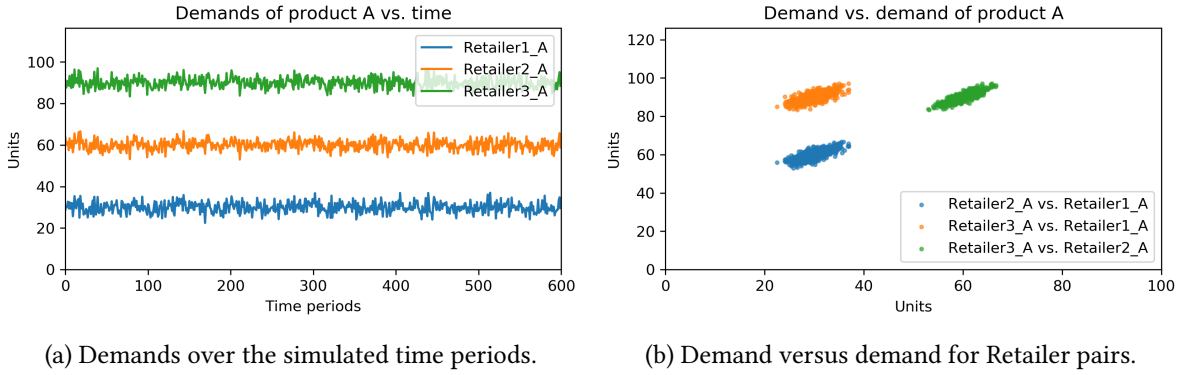 Demands of product A vs. time
Units
100
80
60
40
20
0
Retailer1_A
Retailer2_A
Retailer3_A
0 100 200 300 400 500 600
Time periods
(a) Demands over the simulated time periods.
Demand vs. demand of product A
Units
120
100
80
60
40
20
0
Retailer2_A vs. Retailer1_A
Retailer3_A vs. Retailer1_A
Retailer3_A vs. Retailer2_A
0 20 40 60 80 100
Units
(b) Demand versus demand for Retailer pairs.